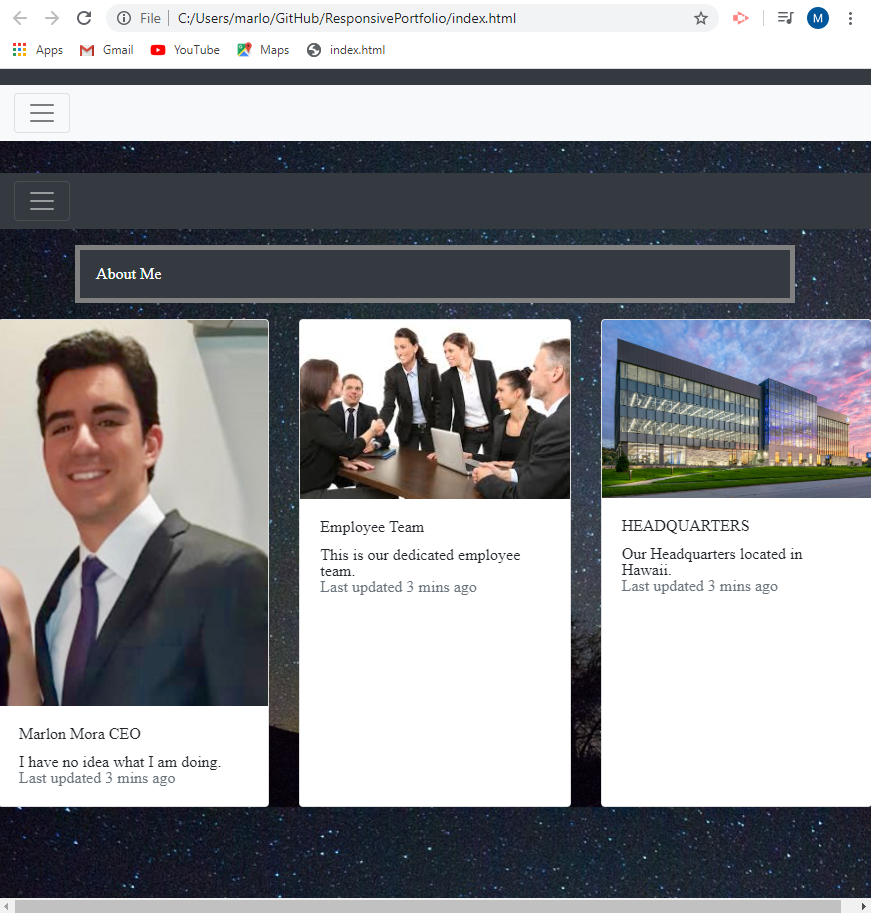 File C:/Users/marlo/GitHub/ResponsivePortfolio/index.html M
Apps Gmail YouTube Maps index.html
About Me
Marlon Mora CEO
I have no idea what I am doing.
Last updated 3 mins ago
Employee Team
This is our dedicated employee
team.
Last updated 3 mins ago
HEADQUARTERS
Our Headquarters located in
Hawaii.
Last updated 3 mins ago